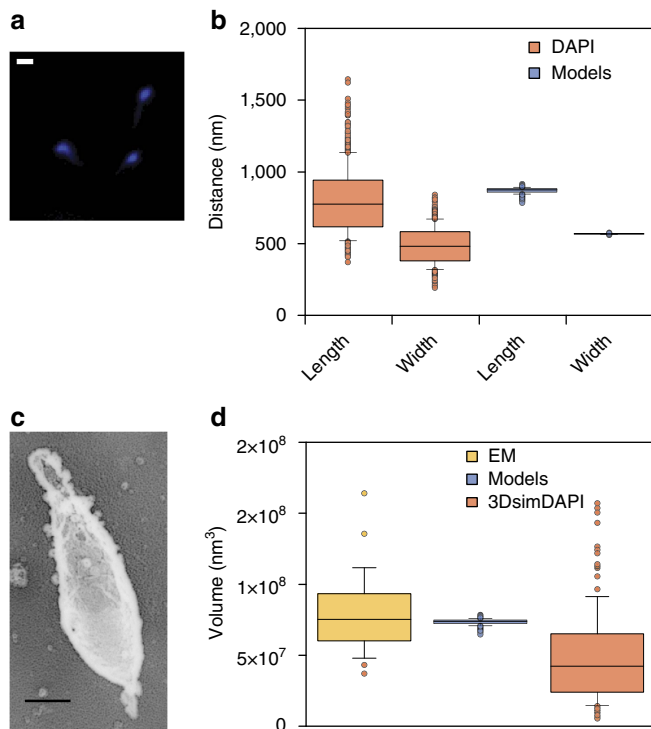 a
b
2,000
1,500
1,000
500
0
Distance (nm)
DAPI
Models
Length
Width
Length
Width
c
d
2×10⁸
2×10⁸
1×10⁸
5×10⁷
0
Volume (nm³)
EM
Models
3DsimDAPI